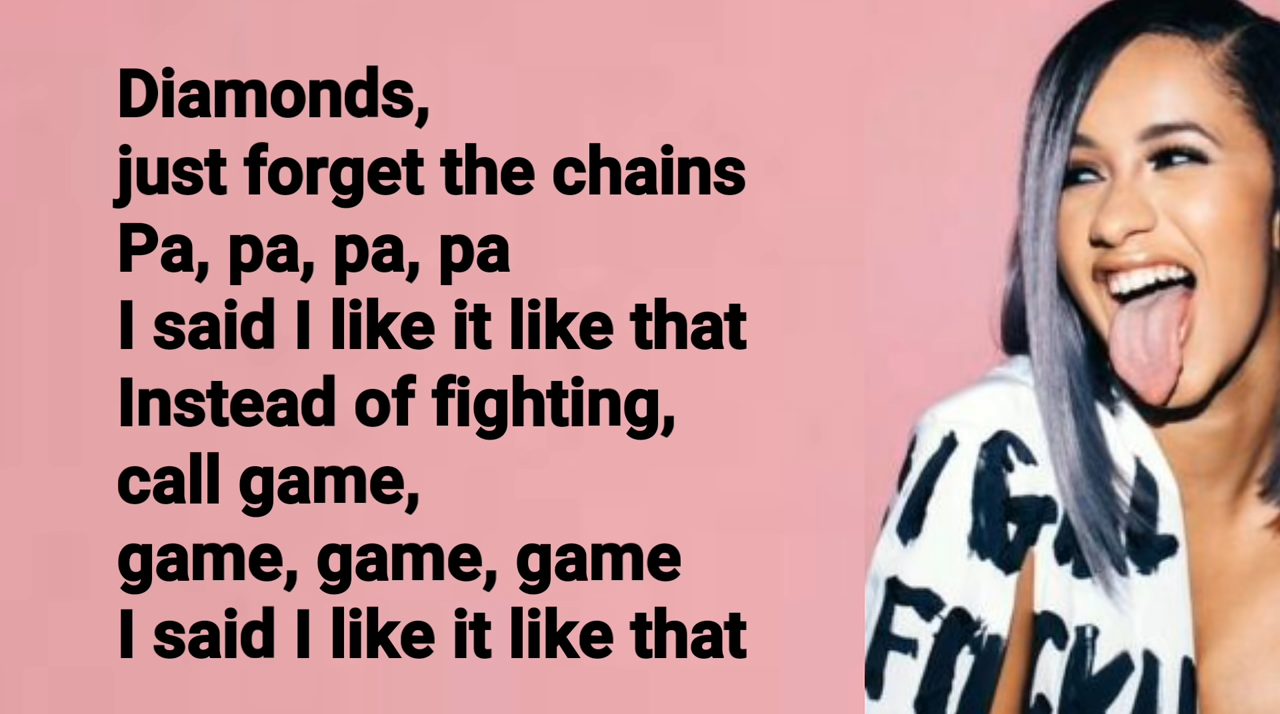 Diamonds,
just forget the chains
Pa, pa, pa, pa
I said I like it like that
Instead of fighting,
call game,
game, game, game
I said I like it like that